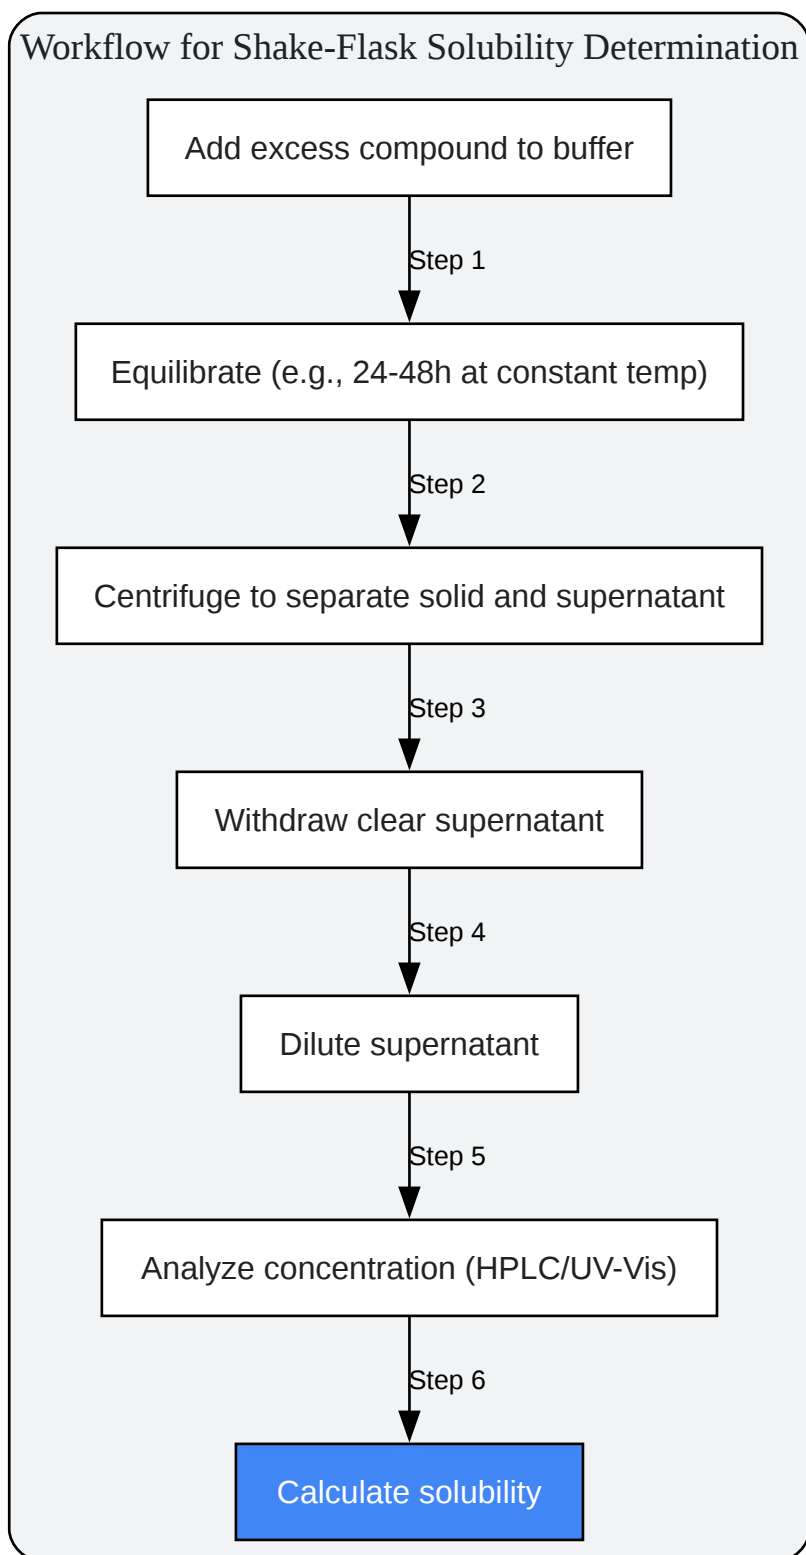 Workflow for Shake-Flask Solubility Determination
Add excess compound to buffer
Step 1
Equilibrate (e.g., 24-48h at constant temp)
Step 2
Centrifuge to separate solid and supernatant
Step 3
Withdraw clear supernatant
Step 4
Dilute supernatant
Step 5
Analyze concentration (HPLC/UV-Vis)
Step 6
Calculate solubility